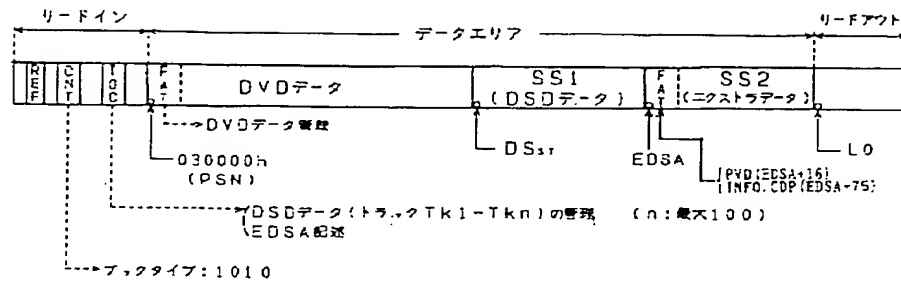 リードイン
データエリア
リードアウト
REF
CNT
TOC
FAT
DVDデータ
SS1
(DSDデータ)
FAT
SS2
(エクストラデータ)
DVDデータ管理
030000h
(PSN)
DSST
EDSA
PVD(EDSA+16)
INFO.CDP(EDSA+75)
LO
DSDデータ(トラックTk1-Tkn)の管理 (n:最大100)
EDSA記述
ブックタイプ:1010